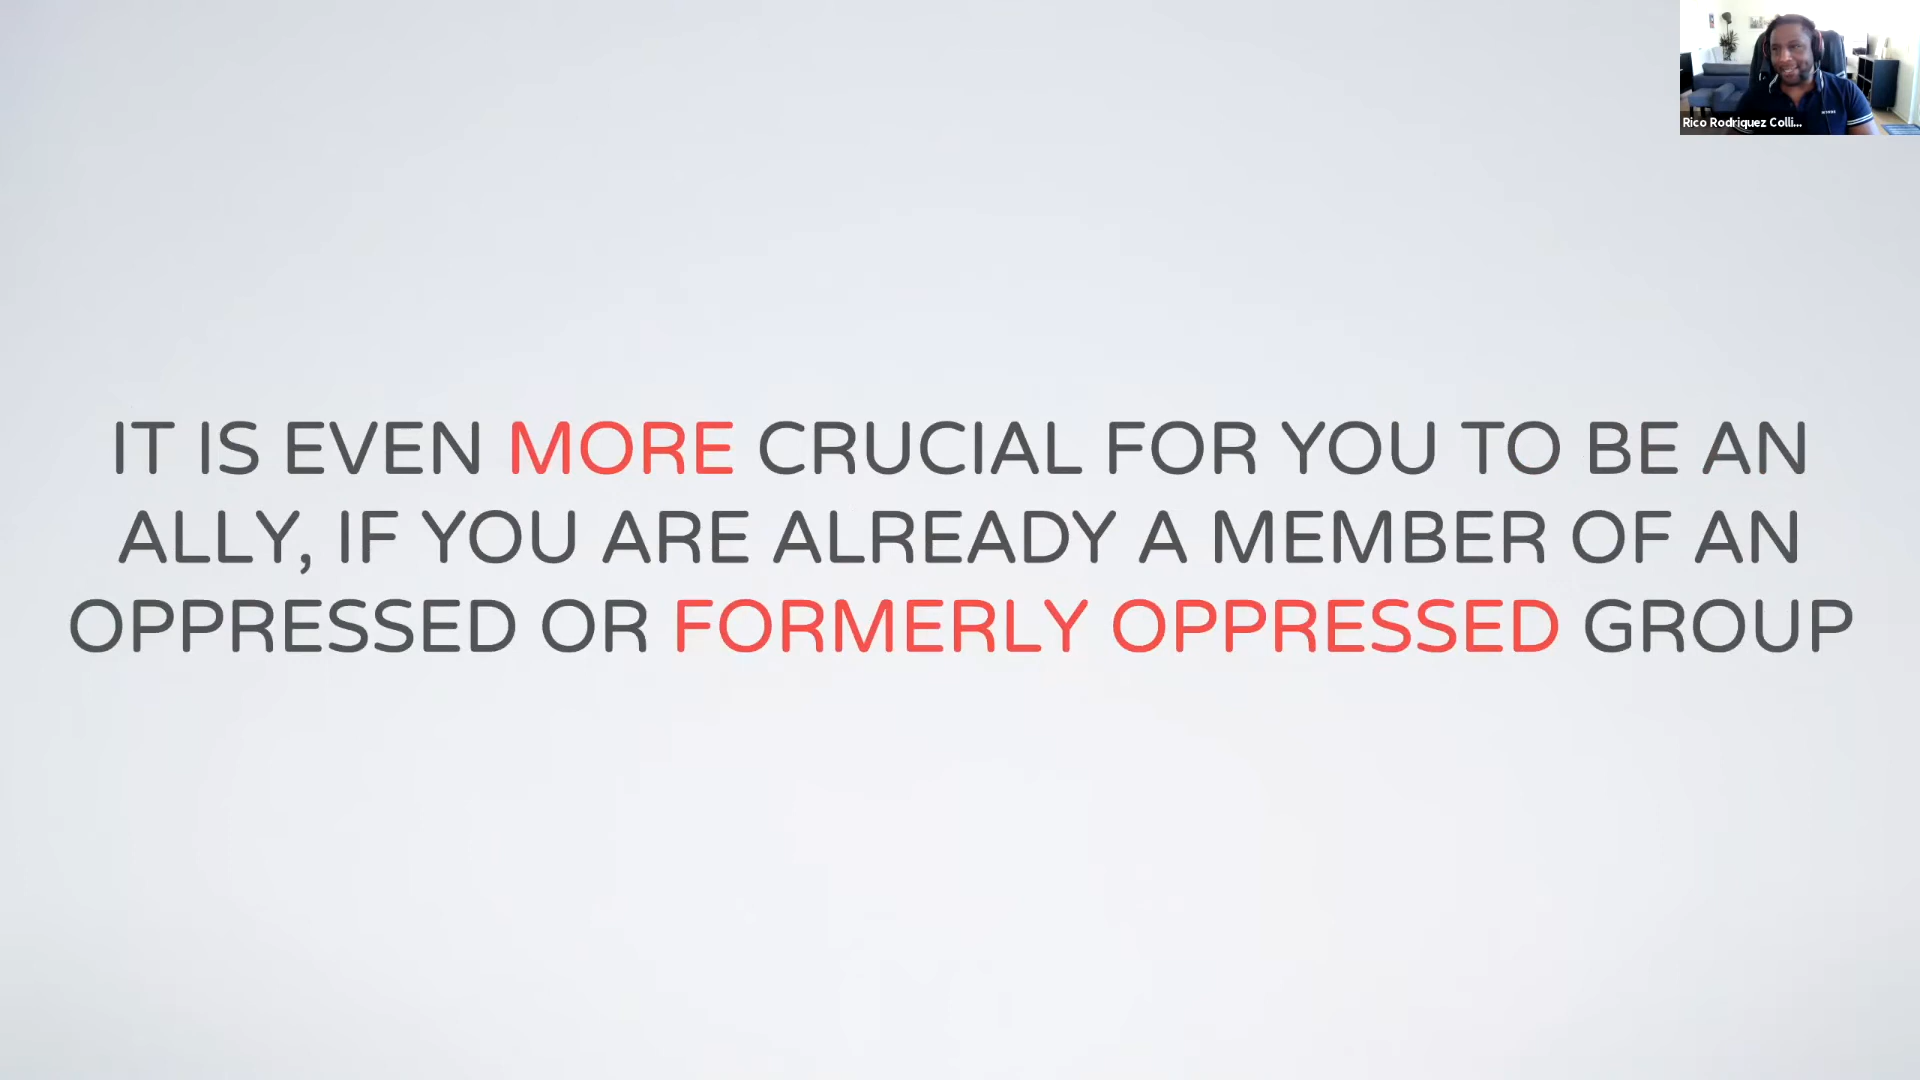 Rico Rodriquez Colli...
IT IS EVEN MORE CRUCIAL FOR YOU TO BE AN
ALLY, IF YOU ARE ALREADY A MEMBER OF AN
OPPRESSED OR FORMERLY OPPRESSED GROUP